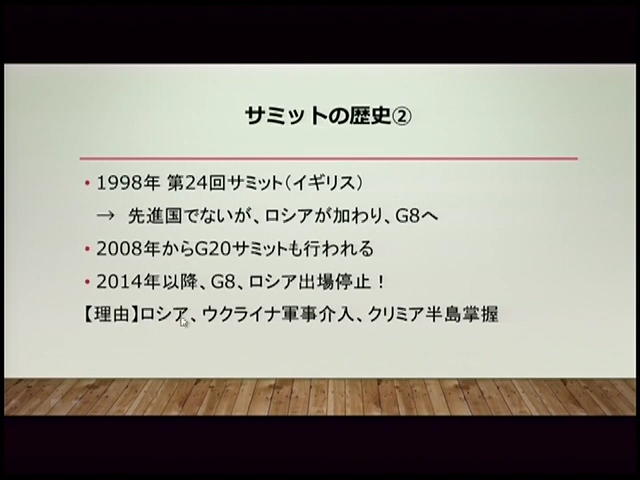 サミットの歴史②
• 1998年 第24回サミット（イギリス）
→ 先進国でないが、ロシアが加わり、G8へ
• 2008年からG20サミットも行われる
• 2014年以降、G8、ロシア出場停止！
【理由】ロシア、ウクライナ軍事介入、クリミア半島掌握